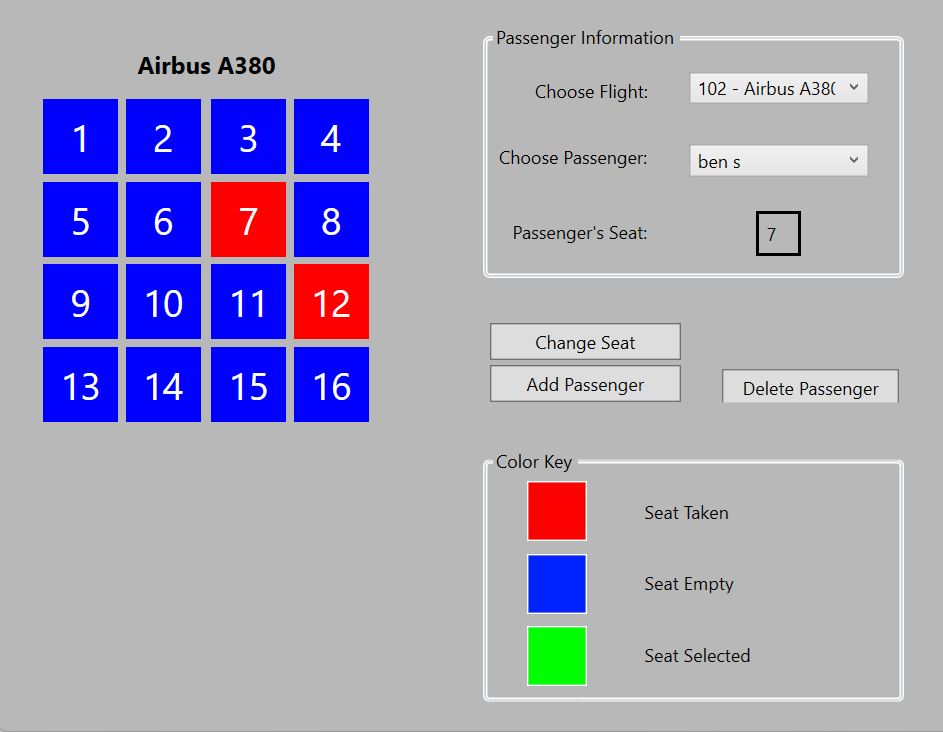 Airbus A380
1 2 3 4
5 6 7 8
9 10 11 12
13 14 15 16
Passenger Information
Choose Flight: 102 - Airbus A380
Choose Passenger: ben s
Passenger's Seat: 7
Change Seat
Add Passenger Delete Passenger
Color Key
Seat Taken
Seat Empty
Seat Selected